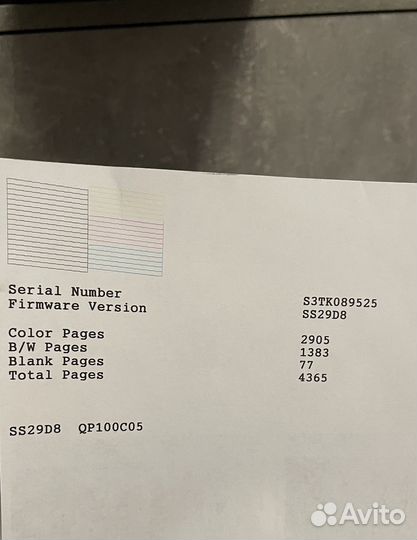 Serial Number S3TK089525
Firmware Version SS29D8
Color Pages 2905
B/W Pages 1383
Blank Pages 77
Total Pages 4365
SS29D8 QP100C05
Avito